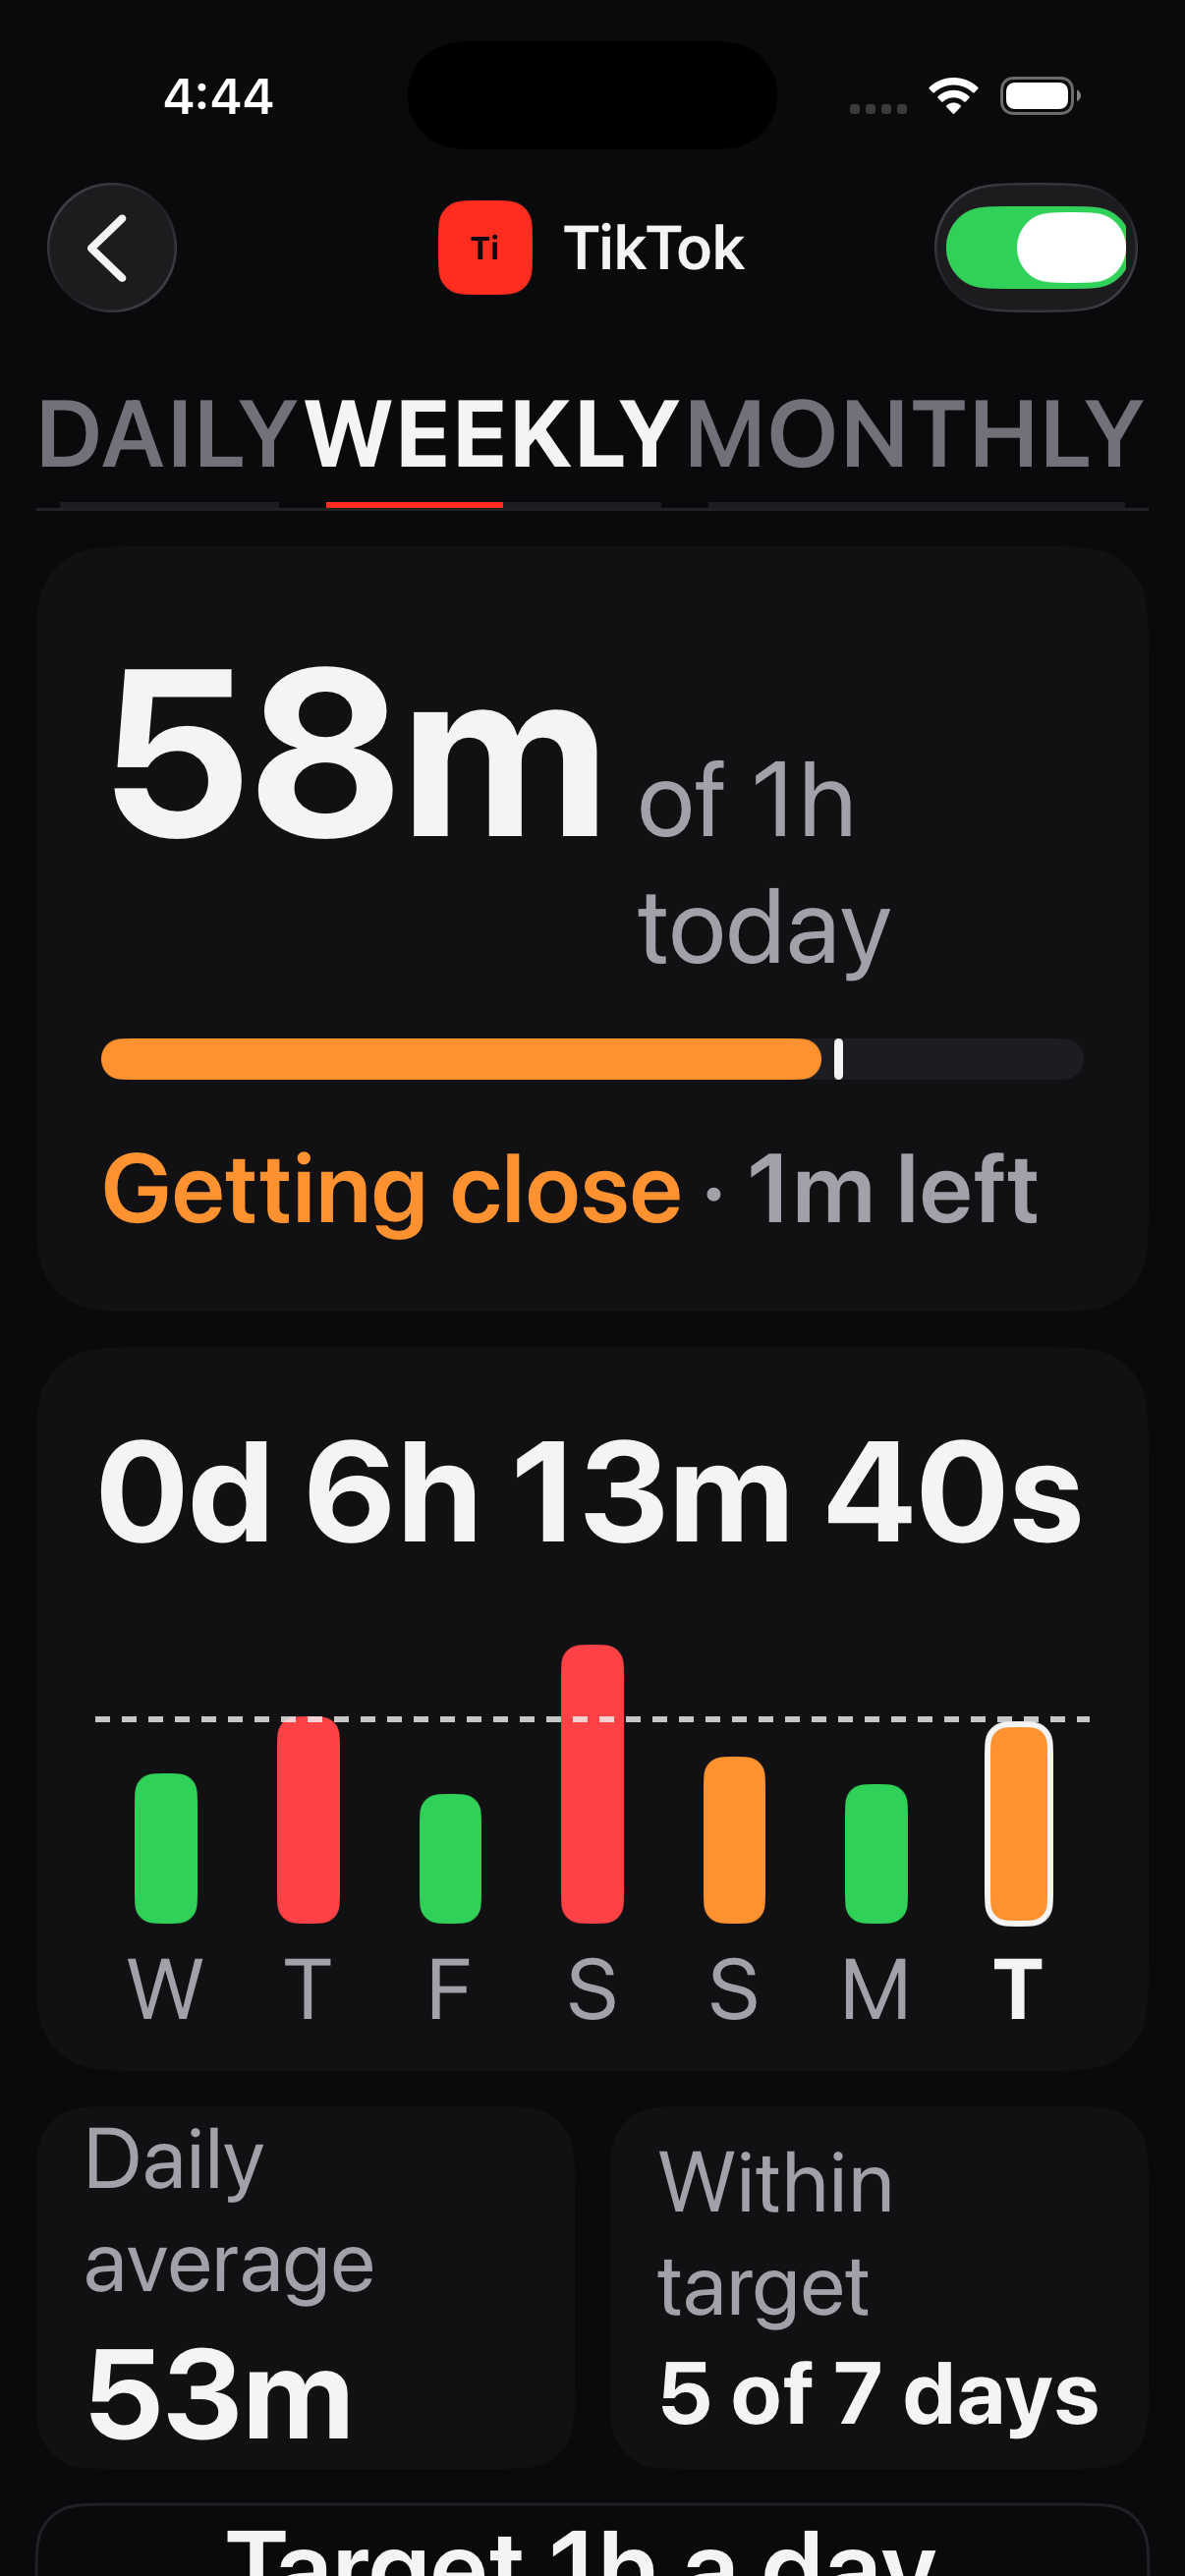 4:44
Ti TikTok
DAILY WEEKLY MONTHLY
58m of 1h
today
Getting close · 1m left
0d 6h 13m 40s
W T F S S M T
Daily
average
53m
Within
target
5 of 7 days
Target 1h a day